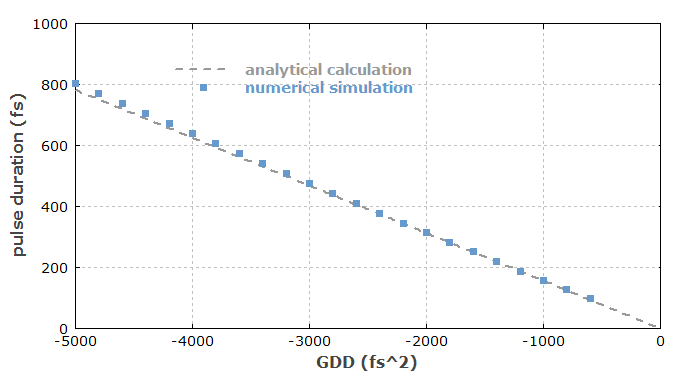 1000
800
600
400
200
0
pulse duration (fs)
analytical calculation
numerical simulation
-5000 -4000 -3000 -2000 -1000 0
GDD (fs^2)